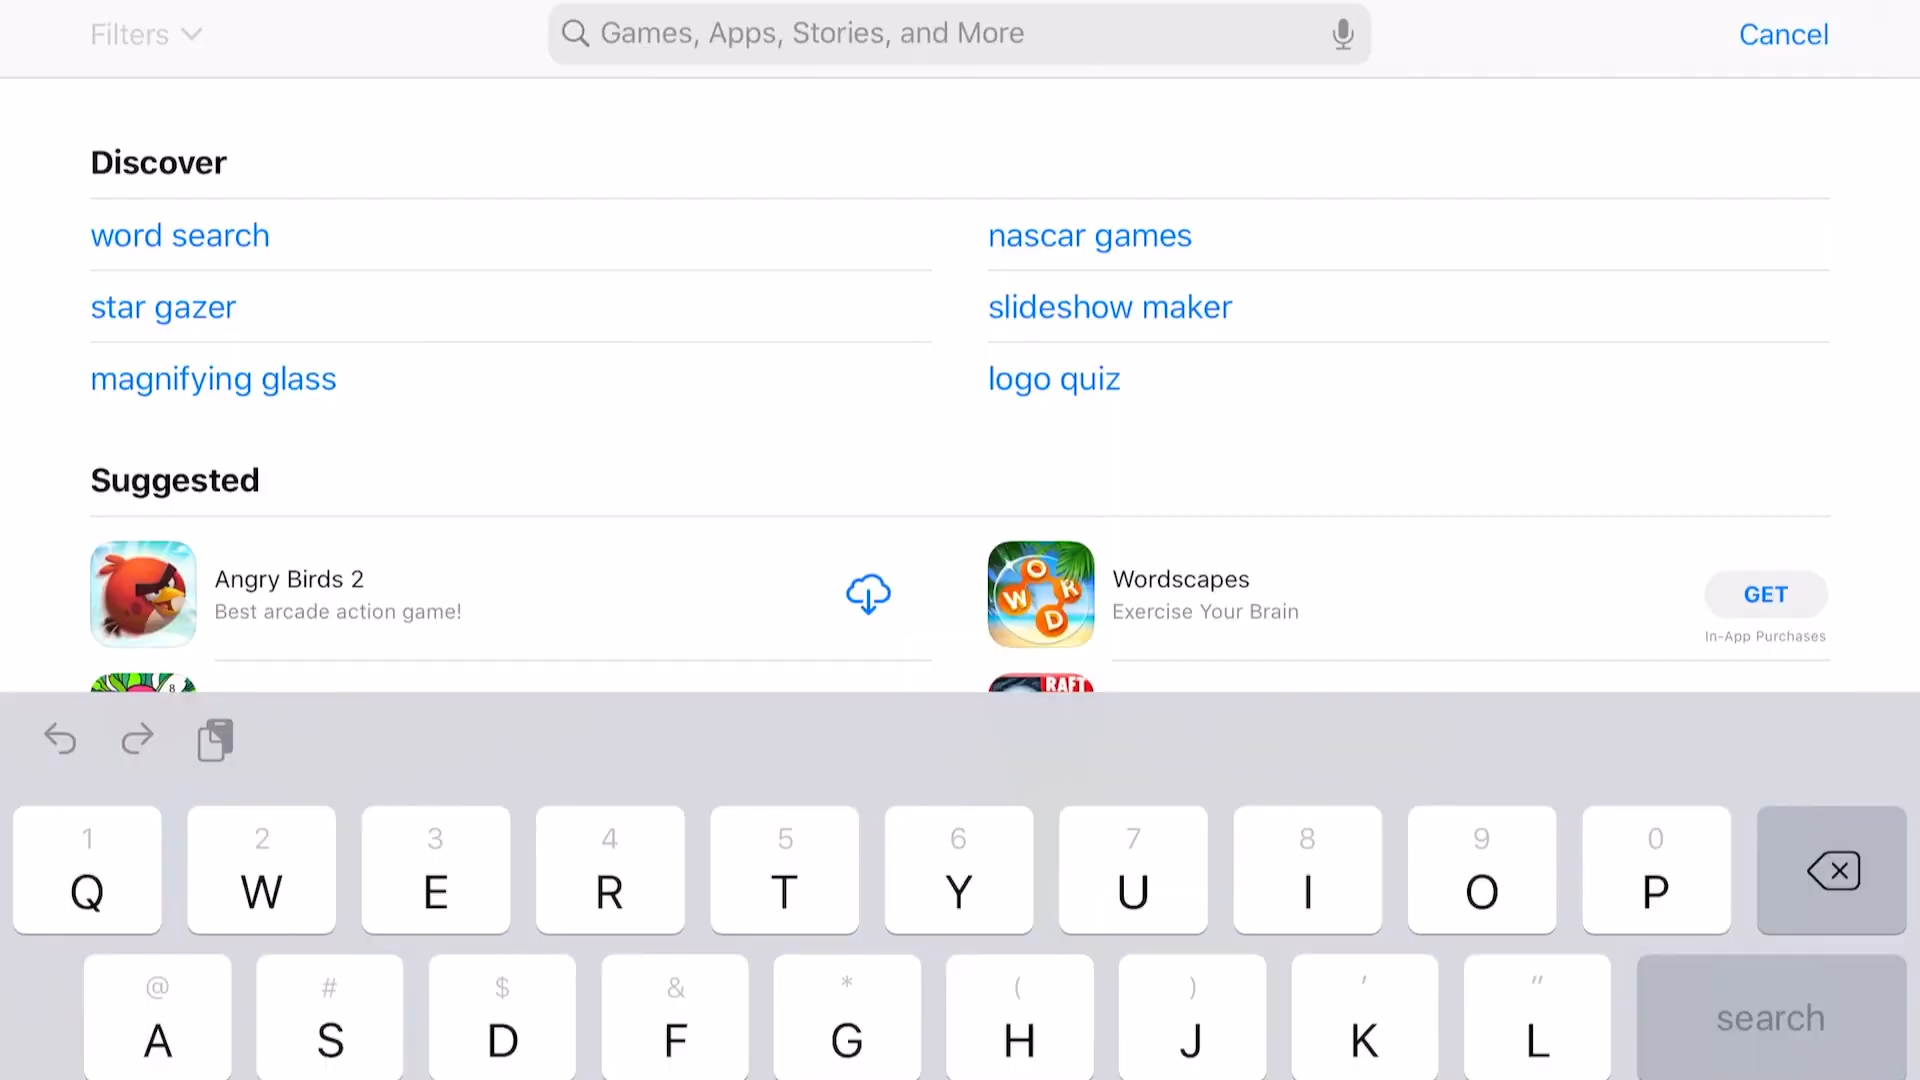 Filters
Games, Apps, Stories, and More
Cancel
Discover
word search
nascar games
star gazer
slideshow maker
magnifying glass
logo quiz
Suggested
Angry Birds 2
Best arcade action game!
W O R D
Wordscapes
Exercise Your Brain
GET
In-App Purchases
8
RAFT
1 2 3 4 5 6 7 8 9 0
Q W E R T Y U I O P
@ # $ & * ( ) ' "
A S D F G H J K L
search